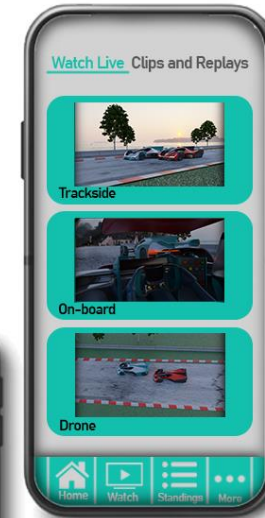 Watch Live Clips and Replays
Trackside
On-board
Drone
Home Watch Standings More